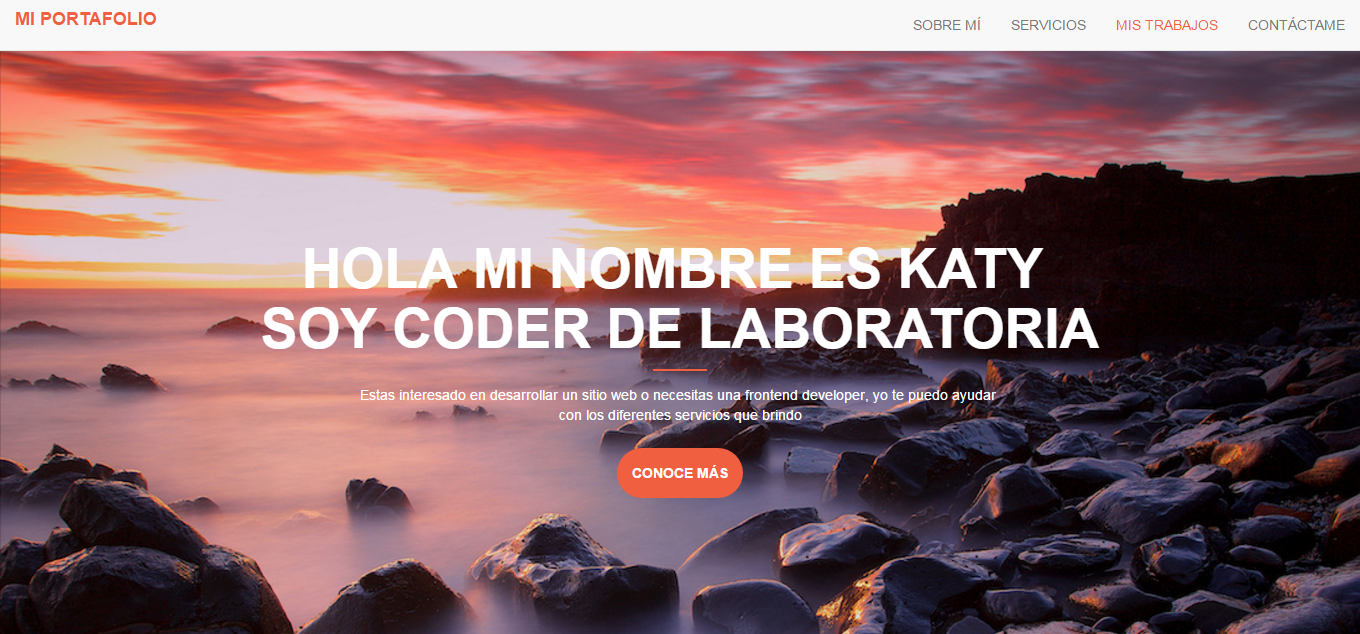 MI PORTAFOLIO
SOBRE MÍ
SERVICIOS
MIS TRABAJOS
CONTÁCTAME
HOLA MI NOMBRE ES KATY
SOY CODER DE LABORATORIA
Estas interesado en desarrollar un sitio web o necesitas una frontend developer, yo te puedo ayudar
con los diferentes servicios que brindo
CONOCE MÁS